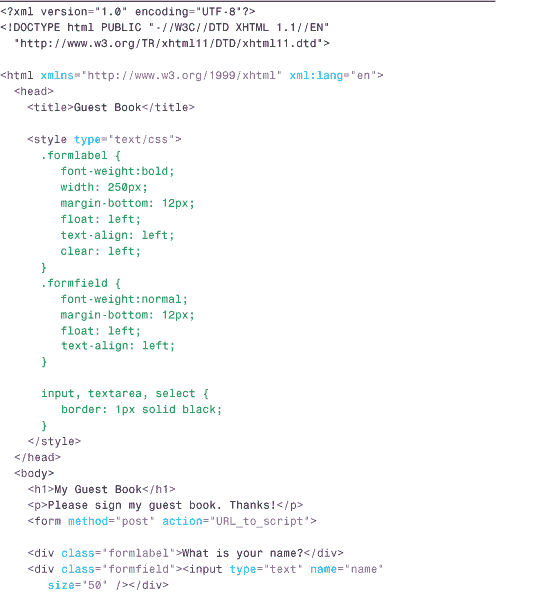 <?xml version="1.0" encoding="UTF-8"?>
<!DOCTYPE html PUBLIC "-//W3C//DTD XHTML 1.1//EN"
"http://www.w3.org/TR/xhtml11/DTD/xhtml11.dtd">
<html xmlns="http://www.w3.org/1999/xhtml" xml:lang="en">
<head>
<title>Guest Book</title>
<style type="text/css">
.formlabel {
font-weight:bold;
width: 250px;
margin-bottom: 12px;
float: left;
text-align: left;
clear: left;
}
.formfield {
font-weight:normal;
margin-bottom: 12px;
float: left;
text-align: left;
}
input, textarea, select {
border: 1px solid black;
}
</style>
</head>
<body>
<h1>My Guest Book</h1>
<p>Please sign my guest book. Thanks!</p>
<form method="post" action="URL_to_script">
<div class="formlabel">What is your name?</div>
<div class="formfield"><input type="text" name="name"
size="50" /></div>